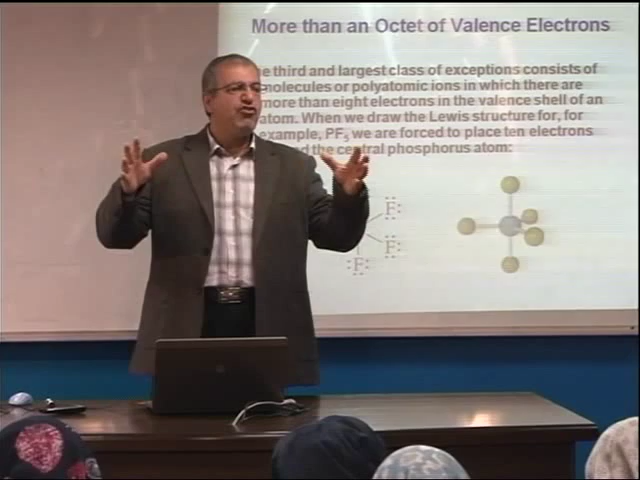 More than an Octet of Valence Electrons
e third and largest class of exceptions consists of
molecules or polyatomic ions in which there are
more than eight electrons in the valence shell of an
atom. When we draw the Lewis structure for, for
example, PF5 we are forced to place ten electrons
d the central phosphorus atom:
F
F
F